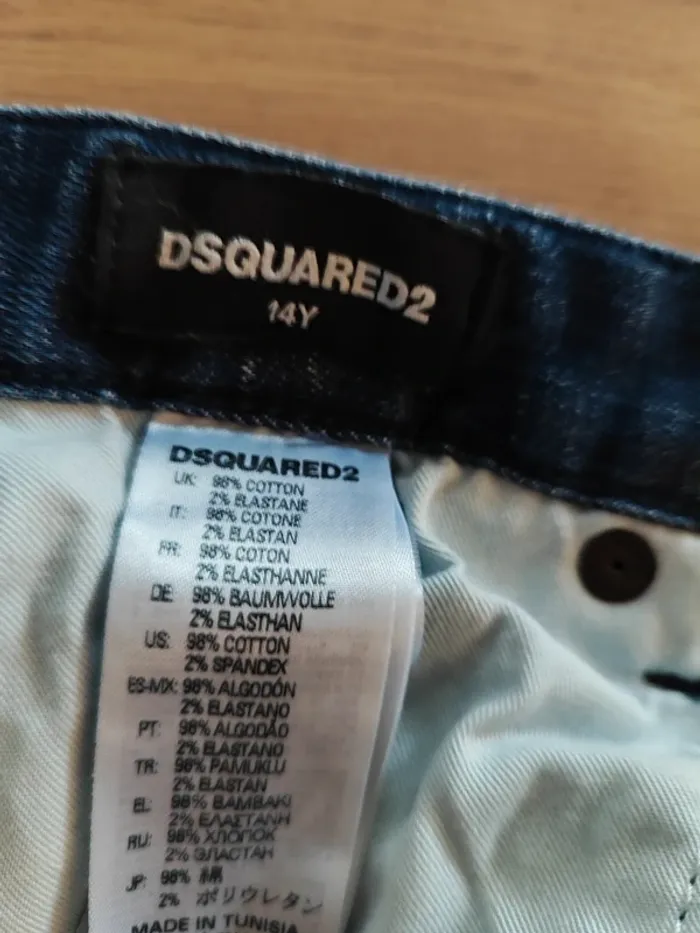 DSQUARED2
14Y
DSQUARED2
UK: 98% COTTON
2% ELASTANE
IT: 98% COTONE
2% ELASTAN
FR: 98% COTON
2% ELASTHANNE
DE: 98% BAUMWOLLE
2% ELASTHAN
US: 98% COTTON
2% SPANDEX
ES-MX: 98% ALGODÓN
2% ELASTANO
PT: 98% ALGODÃO
2% ELASTANO
TR: 98% PAMUKLU
2% ELASTAN
EL: 98% ΒΑΜΒΑΚΙ
2% ΕΛΑΣΤΑΝΗ
RU: 98% ХЛОПОК
2% ЭЛАСТАН
JP: 98% 綿
2% ポリウレタン
MADE IN TUNISIA